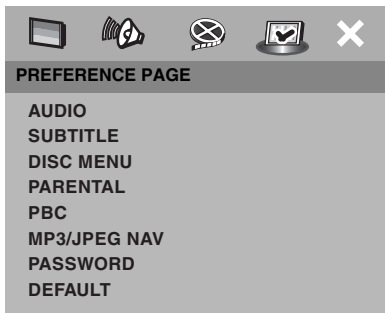 PREFERENCE PAGE
AUDIO
SUBTITLE
DISC MENU
PARENTAL
PBC
MP3/JPEG NAV
PASSWORD
DEFAULT